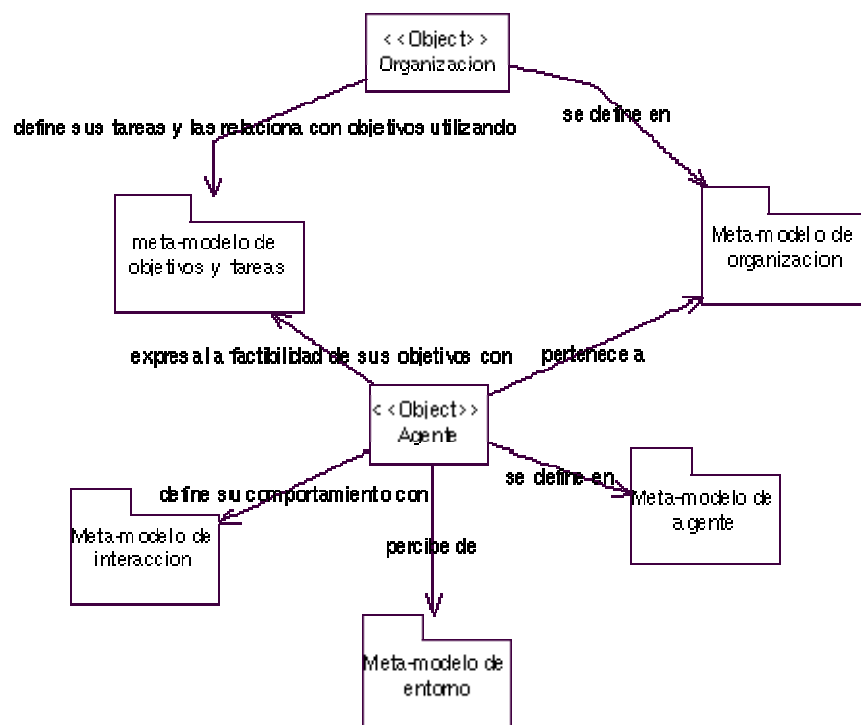 <<Object>>
Organizacion
define sus tareas y las relaciona con objetivos utilizando
se define en
meta-modelo de
objetivos y tareas
Meta-modelo de
organizacion
expresa la factibilidad de sus objetivos con
pertenece a
<<Object>>
Agente
define su comportamiento con
se define en
Meta-modelo de
agente
Meta-modelo de
interaccion
percibe de
Meta-modelo de
entorno